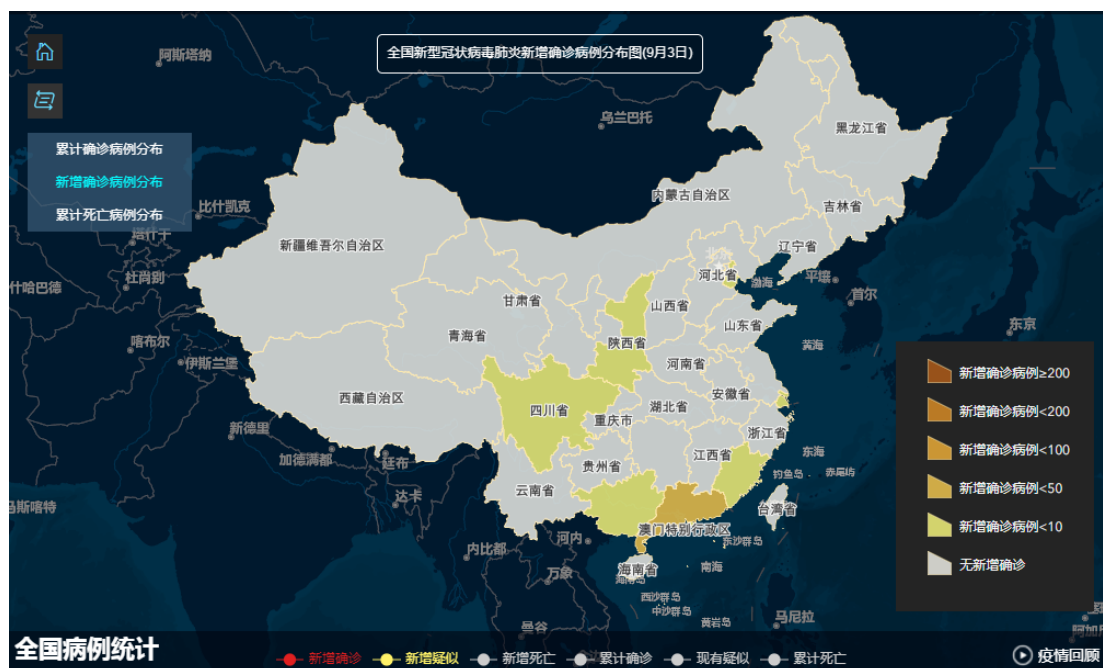 全国新型冠状病毒肺炎新增确诊病例分布图(9月3日)
阿斯塔纳
乌兰巴托
黑龙江省
累计确诊病例分布
新增确诊病例分布
累计死亡病例分布
内蒙古自治区
吉林省
比什凯克
塔什干
新疆维吾尔自治区
辽宁省
北京
杜尚别
什哈巴德
河北省
渤海
平壤
首尔
甘肃省
山西省
山东省
东京
青海省
喀布尔
陕西省
黄海
伊斯兰堡
河南省
新增确诊病例≥200
西藏自治区
安徽省
四川省
湖北省
新增确诊病例<200
重庆市
新德里
浙江省
加德满都
廷布
江西省
东海
新增确诊病例<100
贵州省
钓鱼岛
赤尾屿
云南省
新增确诊病例<50
达卡
马斯喀特
台湾省
澳门特别行政区
新增确诊病例<10
河内
东沙群岛
内比都
海南省
南海
无新增确诊
万象
海南岛
西沙群岛
中沙群岛
黄岩岛
马尼拉
曼谷
全国病例统计
新增确诊
新增疑似
新增死亡
累计确诊
现有疑似
累计死亡
疫情回顾